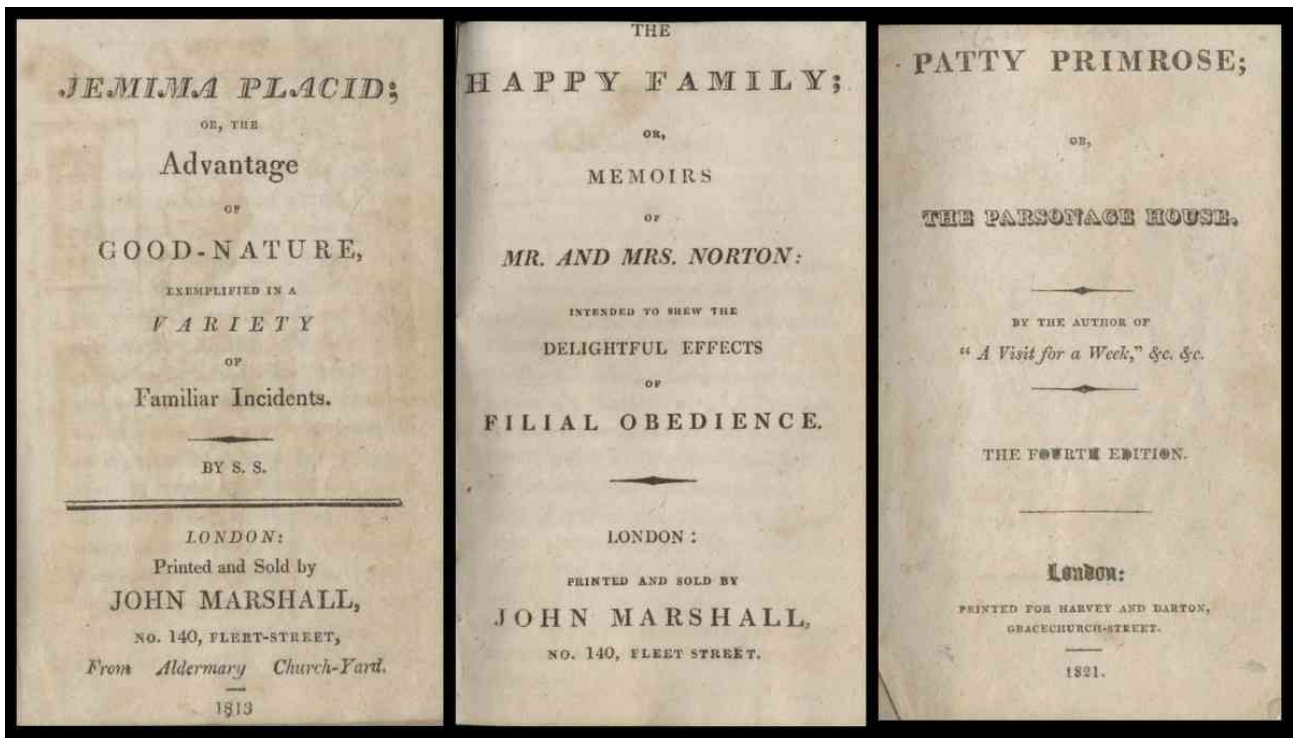 JEMIMA PLACID;
OR, THE
Advantage
OF
GOOD-NATURE,
EXEMPLIFIED IN A
VARIETY
OF
Familiar Incidents.
BY S. S.
LONDON:
Printed and Sold by
JOHN MARSHALL,
NO. 140, FLEET-STREET,
From Aldermary Church-Yard.
1813
THE
HAPPY FAMILY;
OR,
MEMOIRS
OF
MR. AND MRS. NORTON:
INTENDED TO SHEW THE
DELIGHTFUL EFFECTS
OF
FILIAL OBEDIENCE.
LONDON:
PRINTED AND SOLD BY
JOHN MARSHALL,
NO. 140, FLEET STREET.
PATTY PRIMROSE;
OR,
THE PARSONAGE HOUSE.
BY THE AUTHOR OF
"A Visit for a Week," &c. &c.
THE FOURTH EDITION.
London:
PRINTED FOR HARVEY AND DARTON,
GRACECHURCH-STREET.
1821.